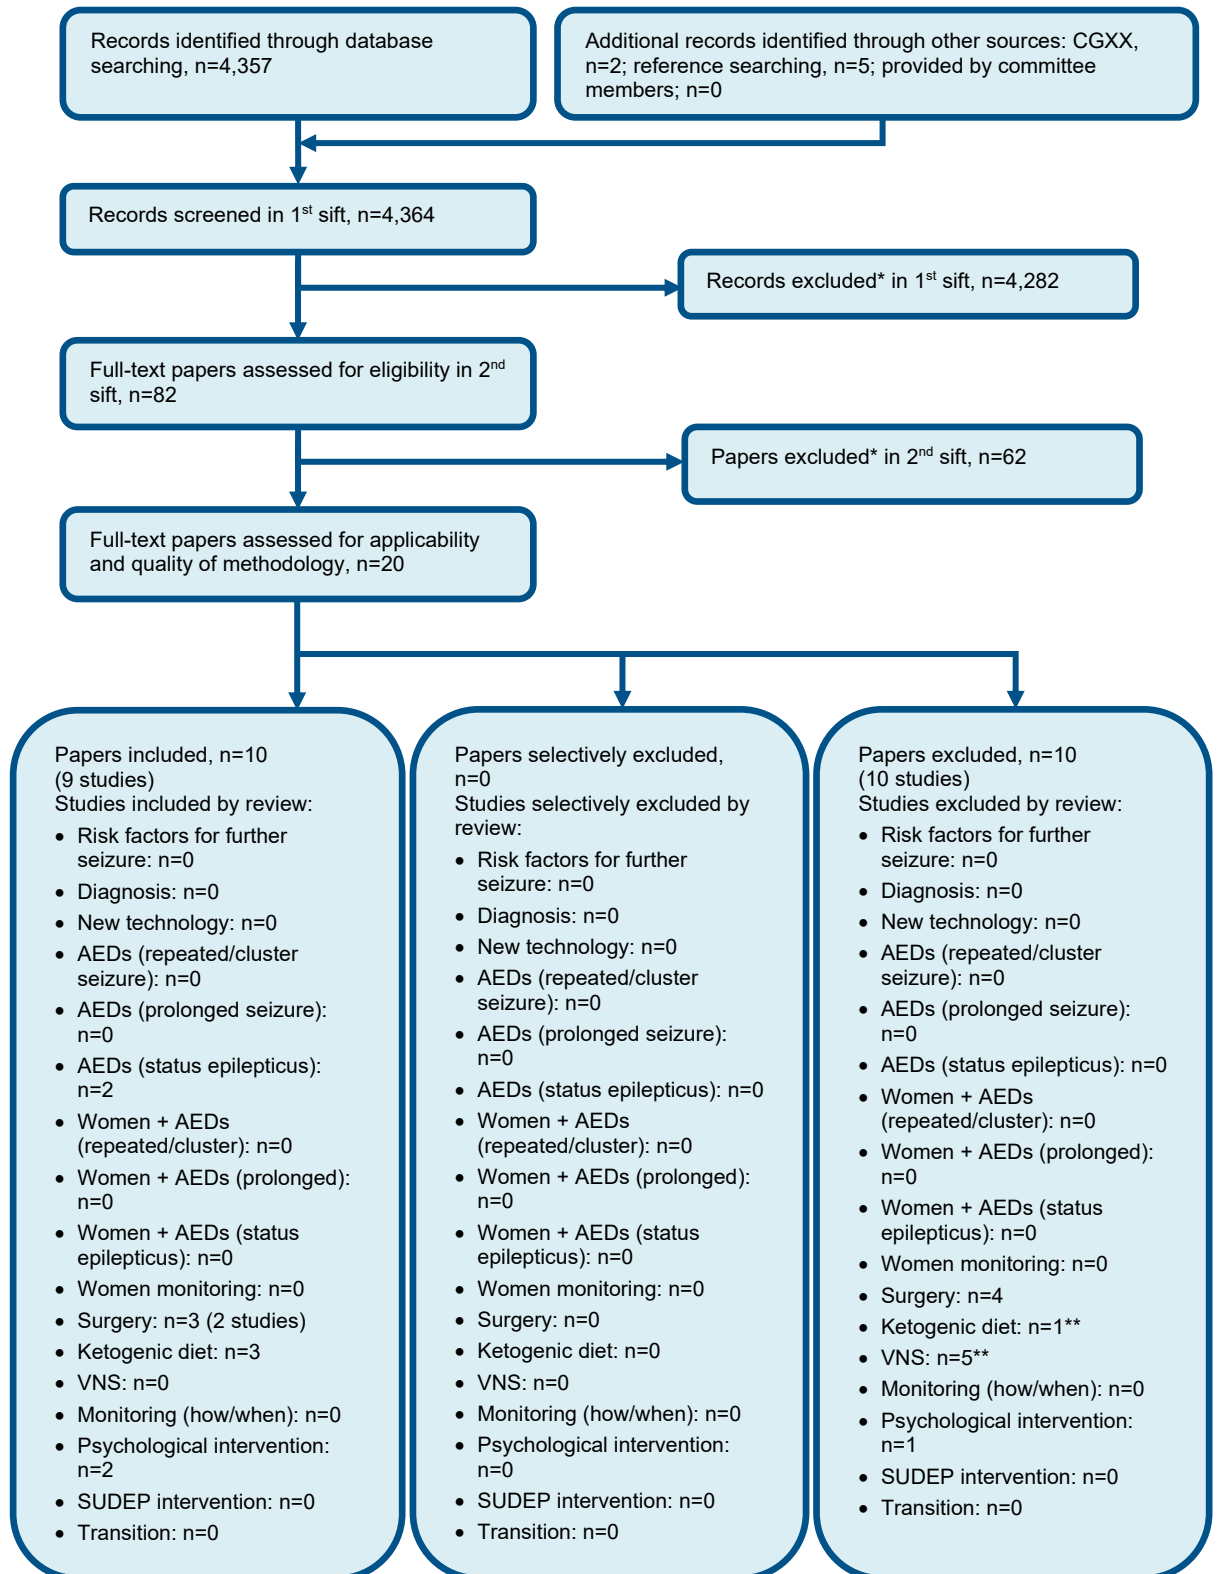 Records identified through database
searching, n=4,357
Additional records identified through other sources: CGXX,
n=2; reference searching, n=5; provided by committee
members; n=0
Records screened in 1st sift, n=4,364
Records excluded* in 1st sift, n=4,282
Full-text papers assessed for eligibility in 2nd
sift, n=82
Papers excluded* in 2nd sift, n=62
Full-text papers assessed for applicability
and quality of methodology, n=20
Papers included, n=10
(9 studies)
Studies included by review:
• Risk factors for further
seizure: n=0
• Diagnosis: n=0
• New technology: n=0
• AEDs (repeated/cluster
seizure): n=0
• AEDs (prolonged seizure):
n=0
• AEDs (status epilepticus):
n=2
• Women + AEDs
(repeated/cluster): n=0
• Women + AEDs (prolonged):
n=0
• Women + AEDs (status
epilepticus): n=0
• Women monitoring: n=0
• Surgery: n=3 (2 studies)
• Ketogenic diet: n=3
• VNS: n=0
• Monitoring (how/when): n=0
• Psychological intervention:
n=2
• SUDEP intervention: n=0
• Transition: n=0
Papers selectively excluded,
n=0
Studies selectively excluded by
review:
• Risk factors for further
seizure: n=0
• Diagnosis: n=0
• New technology: n=0
• AEDs (repeated/cluster
seizure): n=0
• AEDs (prolonged seizure):
n=0
• AEDs (status epilepticus): n=0
• Women + AEDs
(repeated/cluster): n=0
• Women + AEDs (prolonged):
n=0
• Women + AEDs (status
epilepticus): n=0
• Women monitoring: n=0
• Surgery: n=0
• Ketogenic diet: n=0
• VNS: n=0
• Monitoring (how/when): n=0
• Psychological intervention:
n=0
• SUDEP intervention: n=0
• Transition: n=0
Papers excluded, n=10
(10 studies)
Studies excluded by review:
• Risk factors for further
seizure: n=0
• Diagnosis: n=0
• New technology: n=0
• AEDs (repeated/cluster
seizure): n=0
• AEDs (prolonged seizure):
n=0
• AEDs (status epilepticus): n=0
• Women + AEDs
(repeated/cluster): n=0
• Women + AEDs (prolonged):
n=0
• Women + AEDs (status
epilepticus): n=0
• Women monitoring: n=0
• Surgery: n=4
• Ketogenic diet: n=1**
• VNS: n=5**
• Monitoring (how/when): n=0
• Psychological intervention:
n=1
• SUDEP intervention: n=0
• Transition: n=0